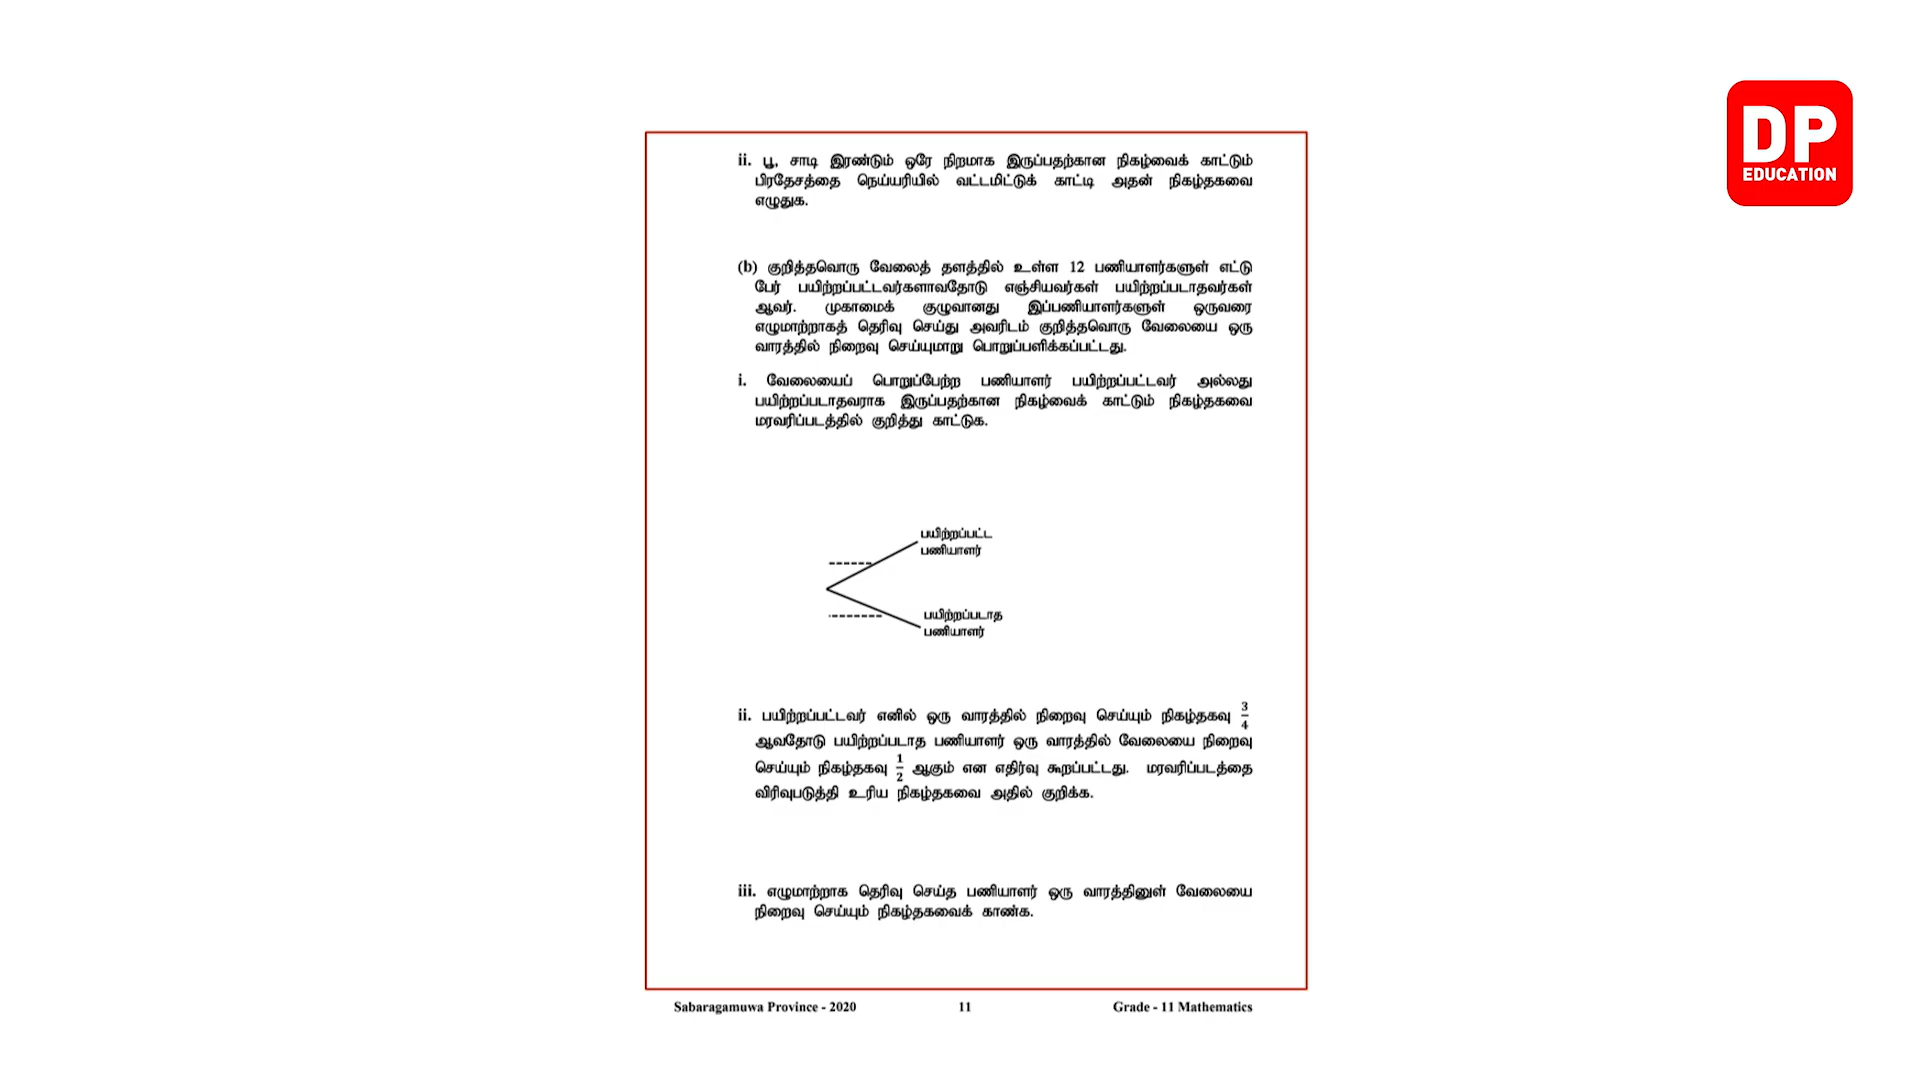 DP
EDUCATION
ii. பூ, சாடி இரண்டும் ஒரே நிறமாக இருப்பதற்கான நிகழ்வைக் காட்டும்
பிரதேசத்தை நெய்யரியில் வட்டமிட்டுக் காட்டி அதன் நிகழ்தகவை
எழுதுக.
(b) குறித்தவொரு வேலைத் தளத்தில் உள்ள 12 பணியாளர்களுள் எட்டு
பேர் பயிற்றப்பட்டவர்களாவதோடு எஞ்சியவர்கள் பயிற்றப்படாதவர்கள்
ஆவர். முகாமைக் குழுவானது இப்பணியாளர்களுள் ஒருவரை
எழுமாற்றாகத் தெரிவு செய்து அவரிடம் குறித்தவொரு வேலையை ஒரு
வாரத்தில் நிறைவு செய்யுமாறு பொறுப்பளிக்கப்பட்டது.
i. வேலையைப் பொறுப்பேற்ற பணியாளர் பயிற்றப்பட்டவர் அல்லது
பயிற்றப்படாதவராக இருப்பதற்கான நிகழ்வைக் காட்டும் நிகழ்தகவை
மரவரிப்படத்தில் குறித்து காட்டுக.
பயிற்றப்பட்ட
பணியாளர்
பயிற்றப்படாத
பணியாளர்
ii. பயிற்றப்பட்டவர் எனில் ஒரு வாரத்தில் நிறைவு செய்யும் நிகழ்தகவு 3/4
ஆவதோடு பயிற்றப்படாத பணியாளர் ஒரு வாரத்தில் வேலையை நிறைவு
செய்யும் நிகழ்தகவு 1/2 ஆகும் என எதிர்வு கூறப்பட்டது. மரவரிப்படத்தை
விரிவுபடுத்தி உரிய நிகழ்தகவை அதில் குறிக்க.
iii. எழுமாற்றாக தெரிவு செய்த பணியாளர் ஒரு வாரத்தினுள் வேலையை
நிறைவு செய்யும் நிகழ்தகவைக் காண்க.
Sabaragamuwa Province - 2020 11 Grade - 11 Mathematics